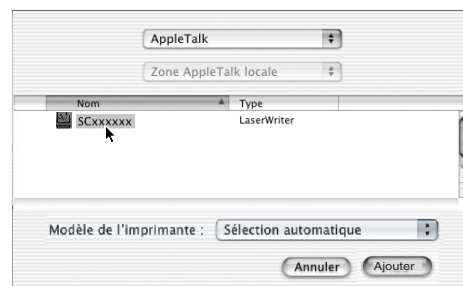 AppleTalk
Zone AppleTalk locale
Nom Type
SCxxxxxx LaserWriter
Modèle de l'imprimante : Sélection automatique
Annuler Ajouter